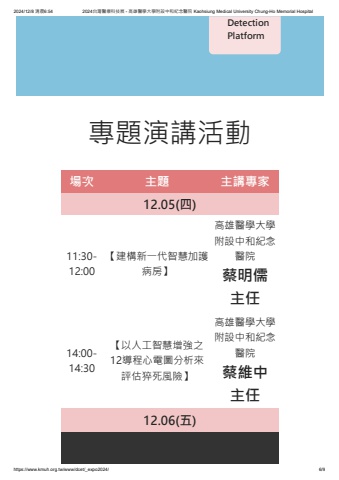 2024/12/9 清晨6:54
2024台灣醫療科技展 - 高雄醫學大學附設中和紀念醫院 Kaohsiung Medical University Chung-Ho Memorial Hospital
Detection
Platform
專題演講活動
場次 主題 主講專家
12.05(四)
11:30-
12:00
【建構新一代智慧加護
病房】
高雄醫學大學
附設中和紀念
醫院
蔡明儒
主任
14:00-
14:30
【以人工智慧增強之
12導程心電圖分析來
評估猝死風險】
高雄醫學大學
附設中和紀念
醫院
蔡維中
主任
12.06(五)
https://www.kmuh.org.tw/www/dont/_expo2024/
6/9